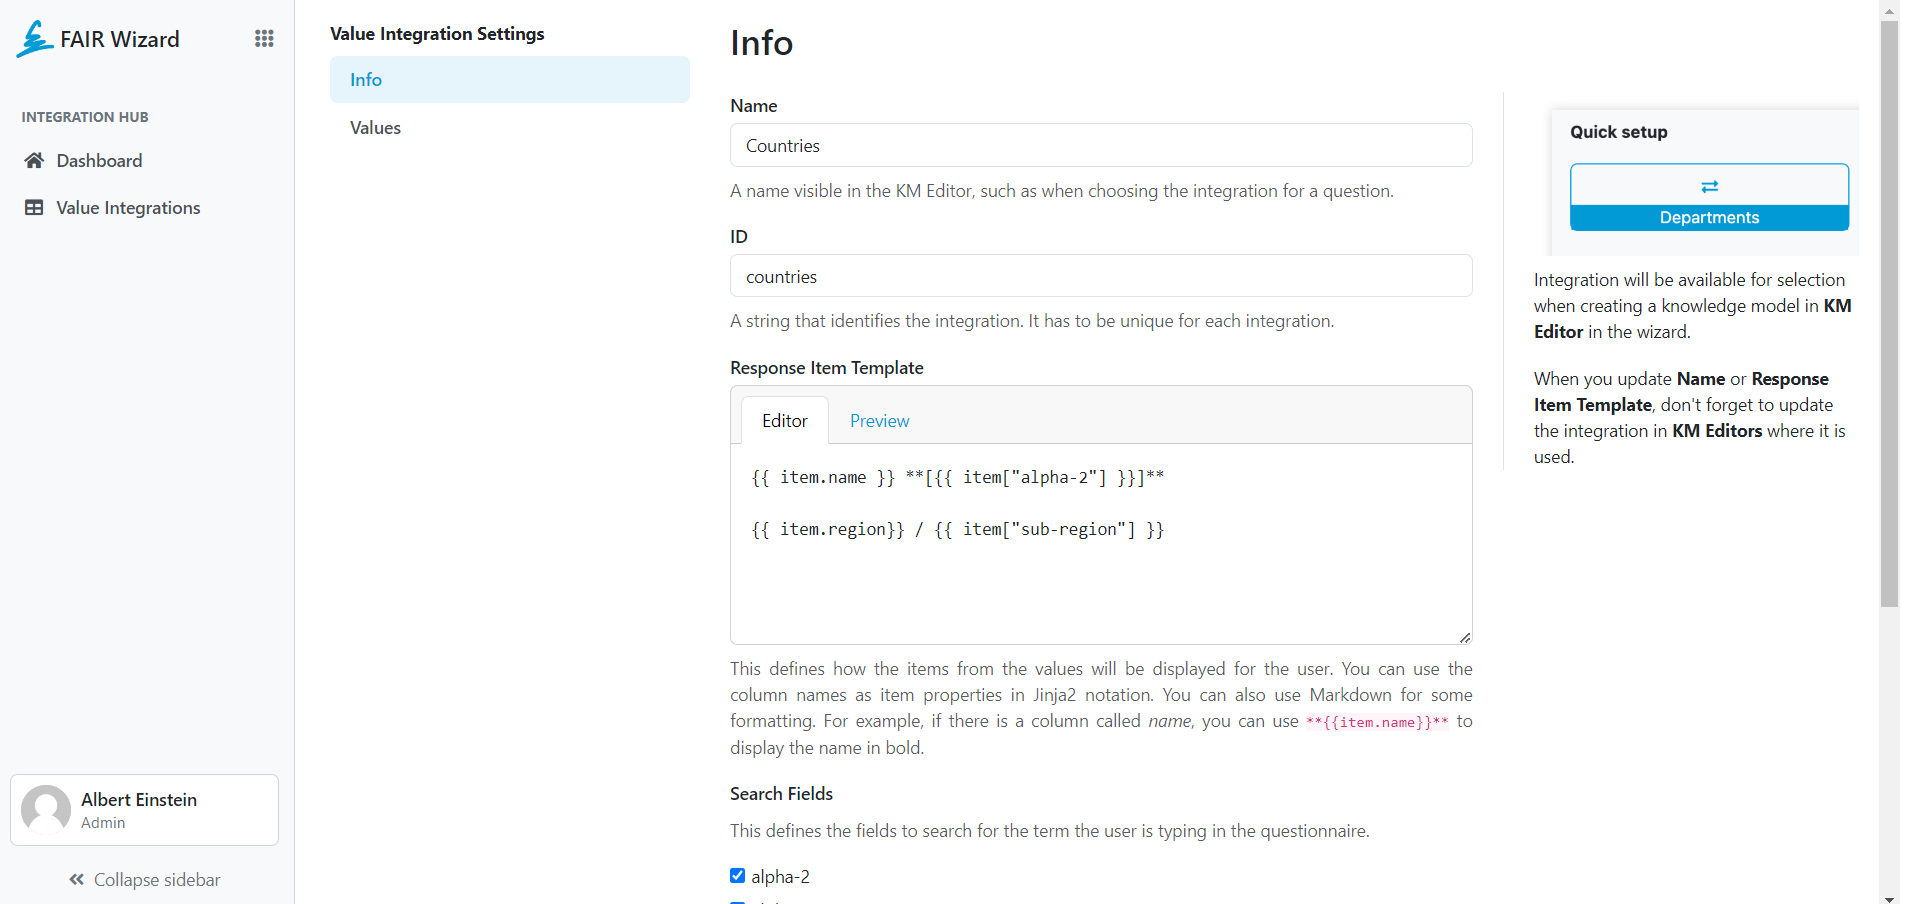 FAIR Wizard
INTEGRATION HUB
Dashboard
Value Integrations
Albert Einstein
Admin
Collapse sidebar
Value Integration Settings
Info
Values
Info
Name
Countries
A name visible in the KM Editor, such as when choosing the integration for a question.
ID
countries
A string that identifies the integration. It has to be unique for each integration.
Response Item Template
Editor
Preview
{{ item.name }} **[{{ item["alpha-2"] }}]**
{{ item.region}} / {{ item["sub-region"] }}
This defines how the items from the values will be displayed for the user. You can use the
column names as item properties in Jinja2 notation. You can also use Markdown for some
formatting. For example, if there is a column called name, you can use **{{item.name}}** to
display the name in bold.
Search Fields
This defines the fields to search for the term the user is typing in the questionnaire.
alpha-2
Quick setup
Departments
Integration will be available for selection
when creating a knowledge model in KM
Editor in the wizard.
When you update Name or Response
Item Template, don't forget to update
the integration in KM Editors where it is
used.